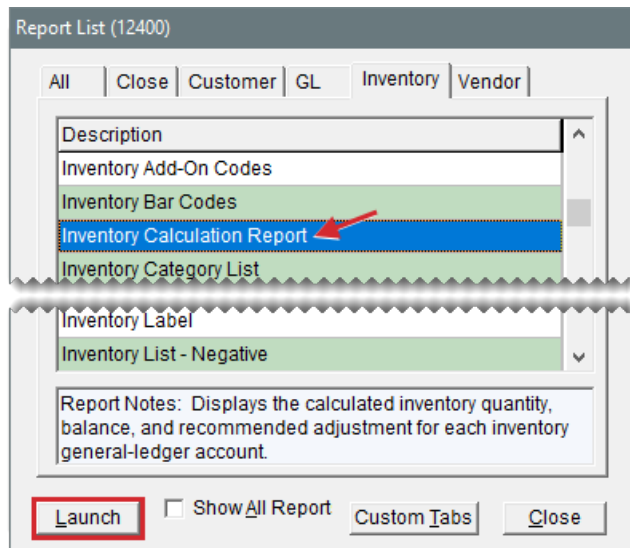 Report List (12400)
All Close Customer GL Inventory Vendor
Description
Inventory Add-On Codes
Inventory Bar Codes
Inventory Calculation Report
Inventory Category List
Inventory Label
Inventory List - Negative
Report Notes: Displays the calculated inventory quantity,
balance, and recommended adjustment for each inventory
general-ledger account.
Launch Show All Report Custom Tabs Close